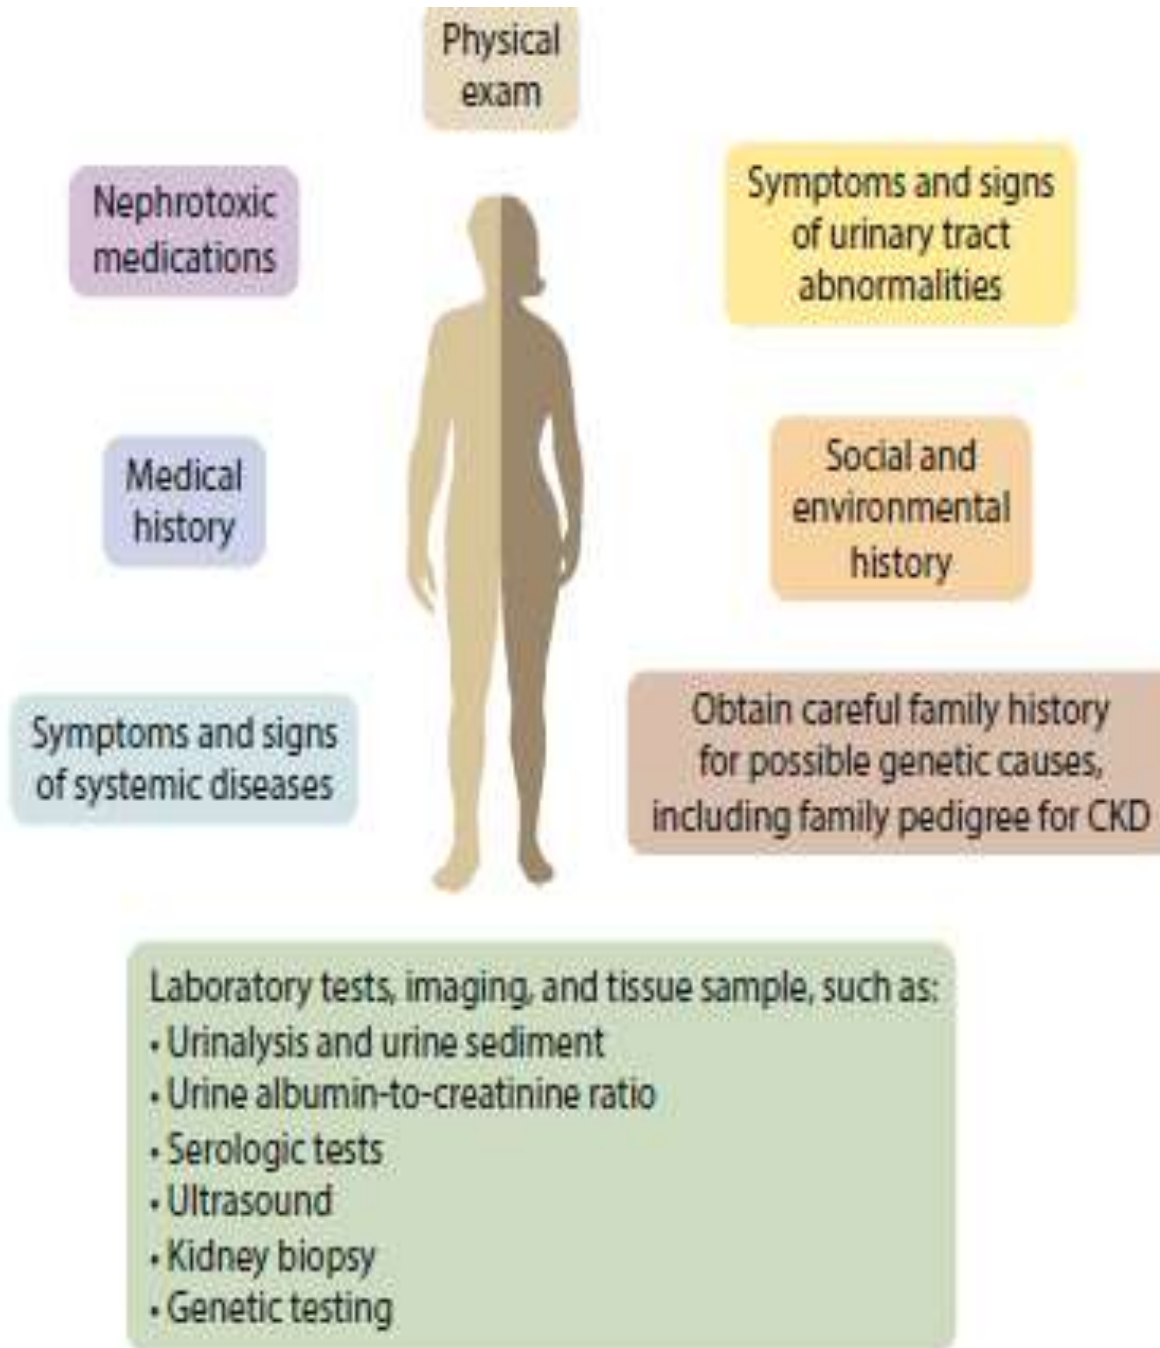 Physical
exam
Nephrotoxic
medications
Symptoms and signs
of urinary tract
abnormalities
Medical
history
Social and
environmental
history
Symptoms and signs
of systemic diseases
Obtain careful family history
for possible genetic causes,
including family pedigree for CKD
Laboratory tests, imaging, and tissue sample, such as:
• Urinalysis and urine sediment
• Urine albumin-to-creatinine ratio
• Serologic tests
• Ultrasound
• Kidney biopsy
• Genetic testing